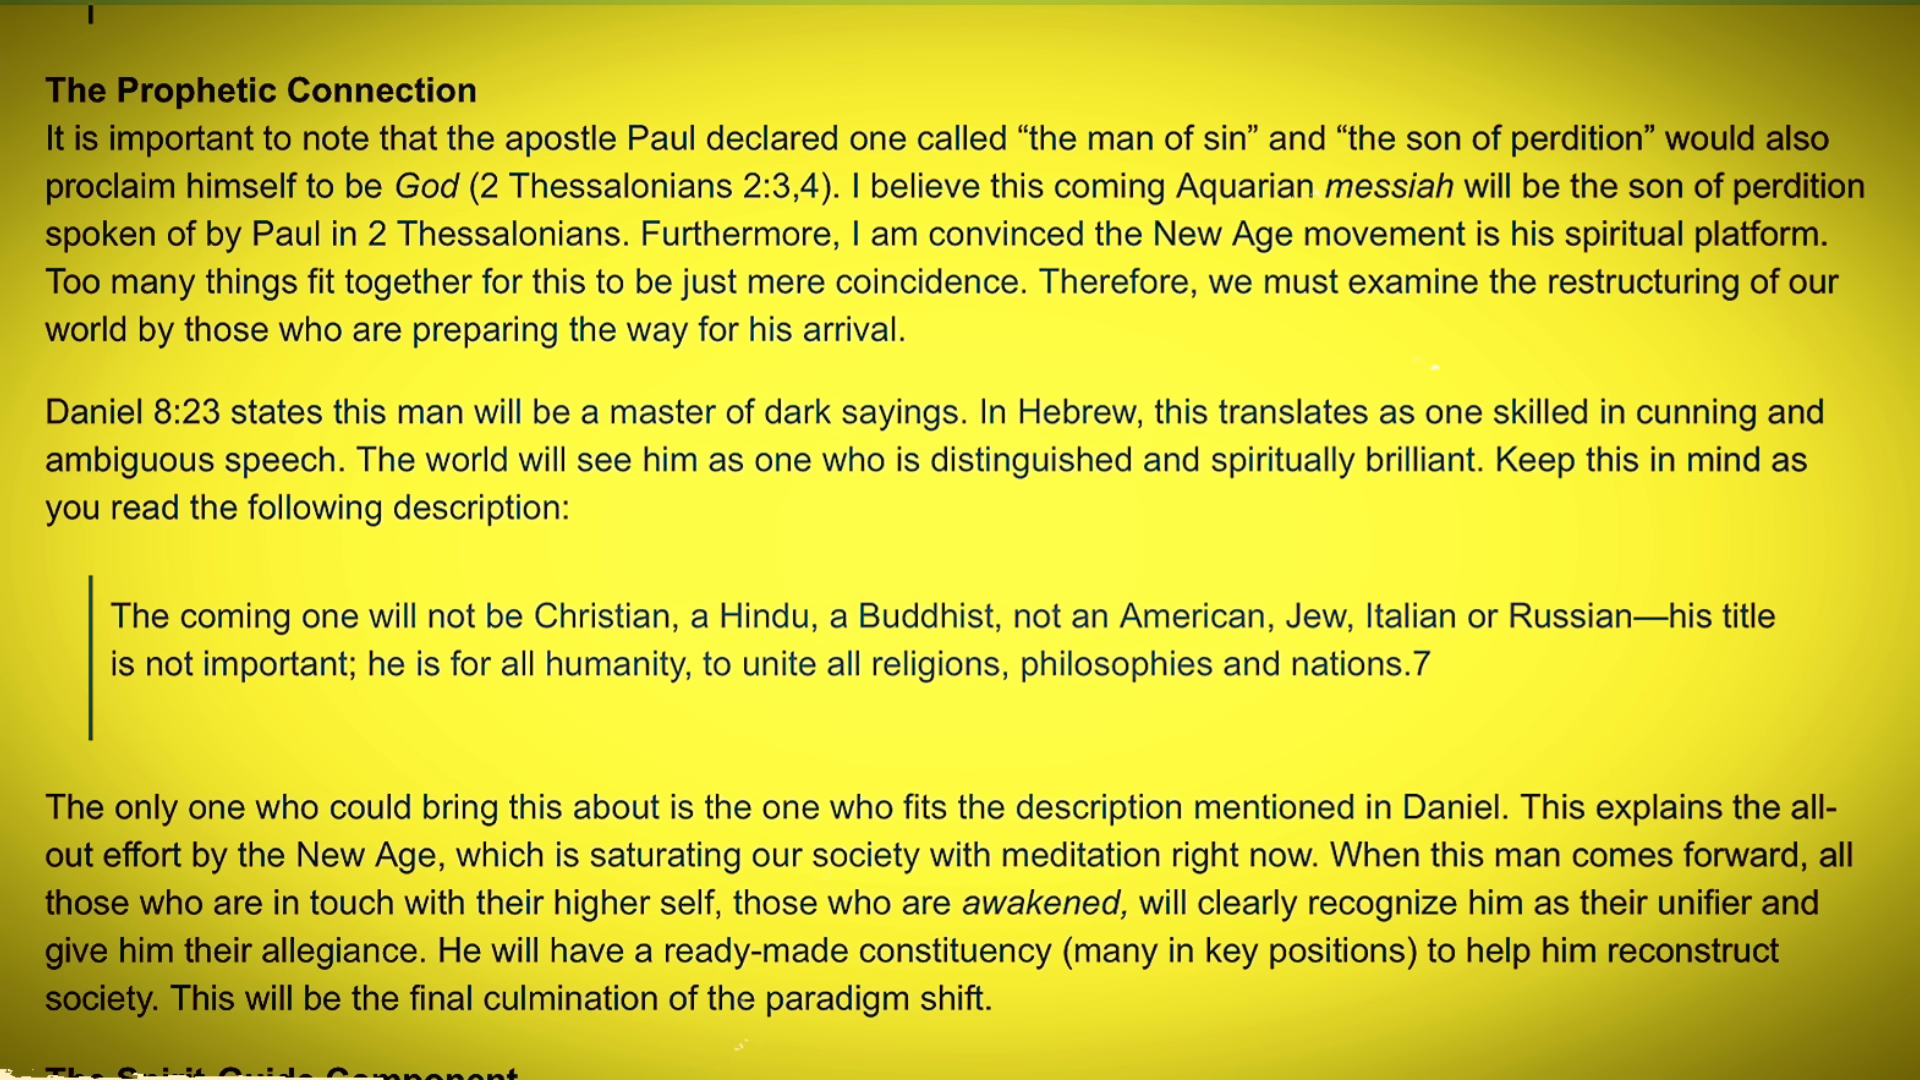 The Prophetic Connection
It is important to note that the apostle Paul declared one called “the man of sin” and “the son of perdition” would also
proclaim himself to be God (2 Thessalonians 2:3,4). I believe this coming Aquarian messiah will be the son of perdition
spoken of by Paul in 2 Thessalonians. Furthermore, I am convinced the New Age movement is his spiritual platform.
Too many things fit together for this to be just mere coincidence. Therefore, we must examine the restructuring of our
world by those who are preparing the way for his arrival.
Daniel 8:23 states this man will be a master of dark sayings. In Hebrew, this translates as one skilled in cunning and
ambiguous speech. The world will see him as one who is distinguished and spiritually brilliant. Keep this in mind as
you read the following description:
The coming one will not be Christian, a Hindu, a Buddhist, not an American, Jew, Italian or Russian—his title
is not important; he is for all humanity, to unite all religions, philosophies and nations.7
The only one who could bring this about is the one who fits the description mentioned in Daniel. This explains the all-
out effort by the New Age, which is saturating our society with meditation right now. When this man comes forward, all
those who are in touch with their higher self, those who are awakened, will clearly recognize him as their unifier and
give him their allegiance. He will have a ready-made constituency (many in key positions) to help him reconstruct
society. This will be the final culmination of the paradigm shift.
The Spirit Guide Component